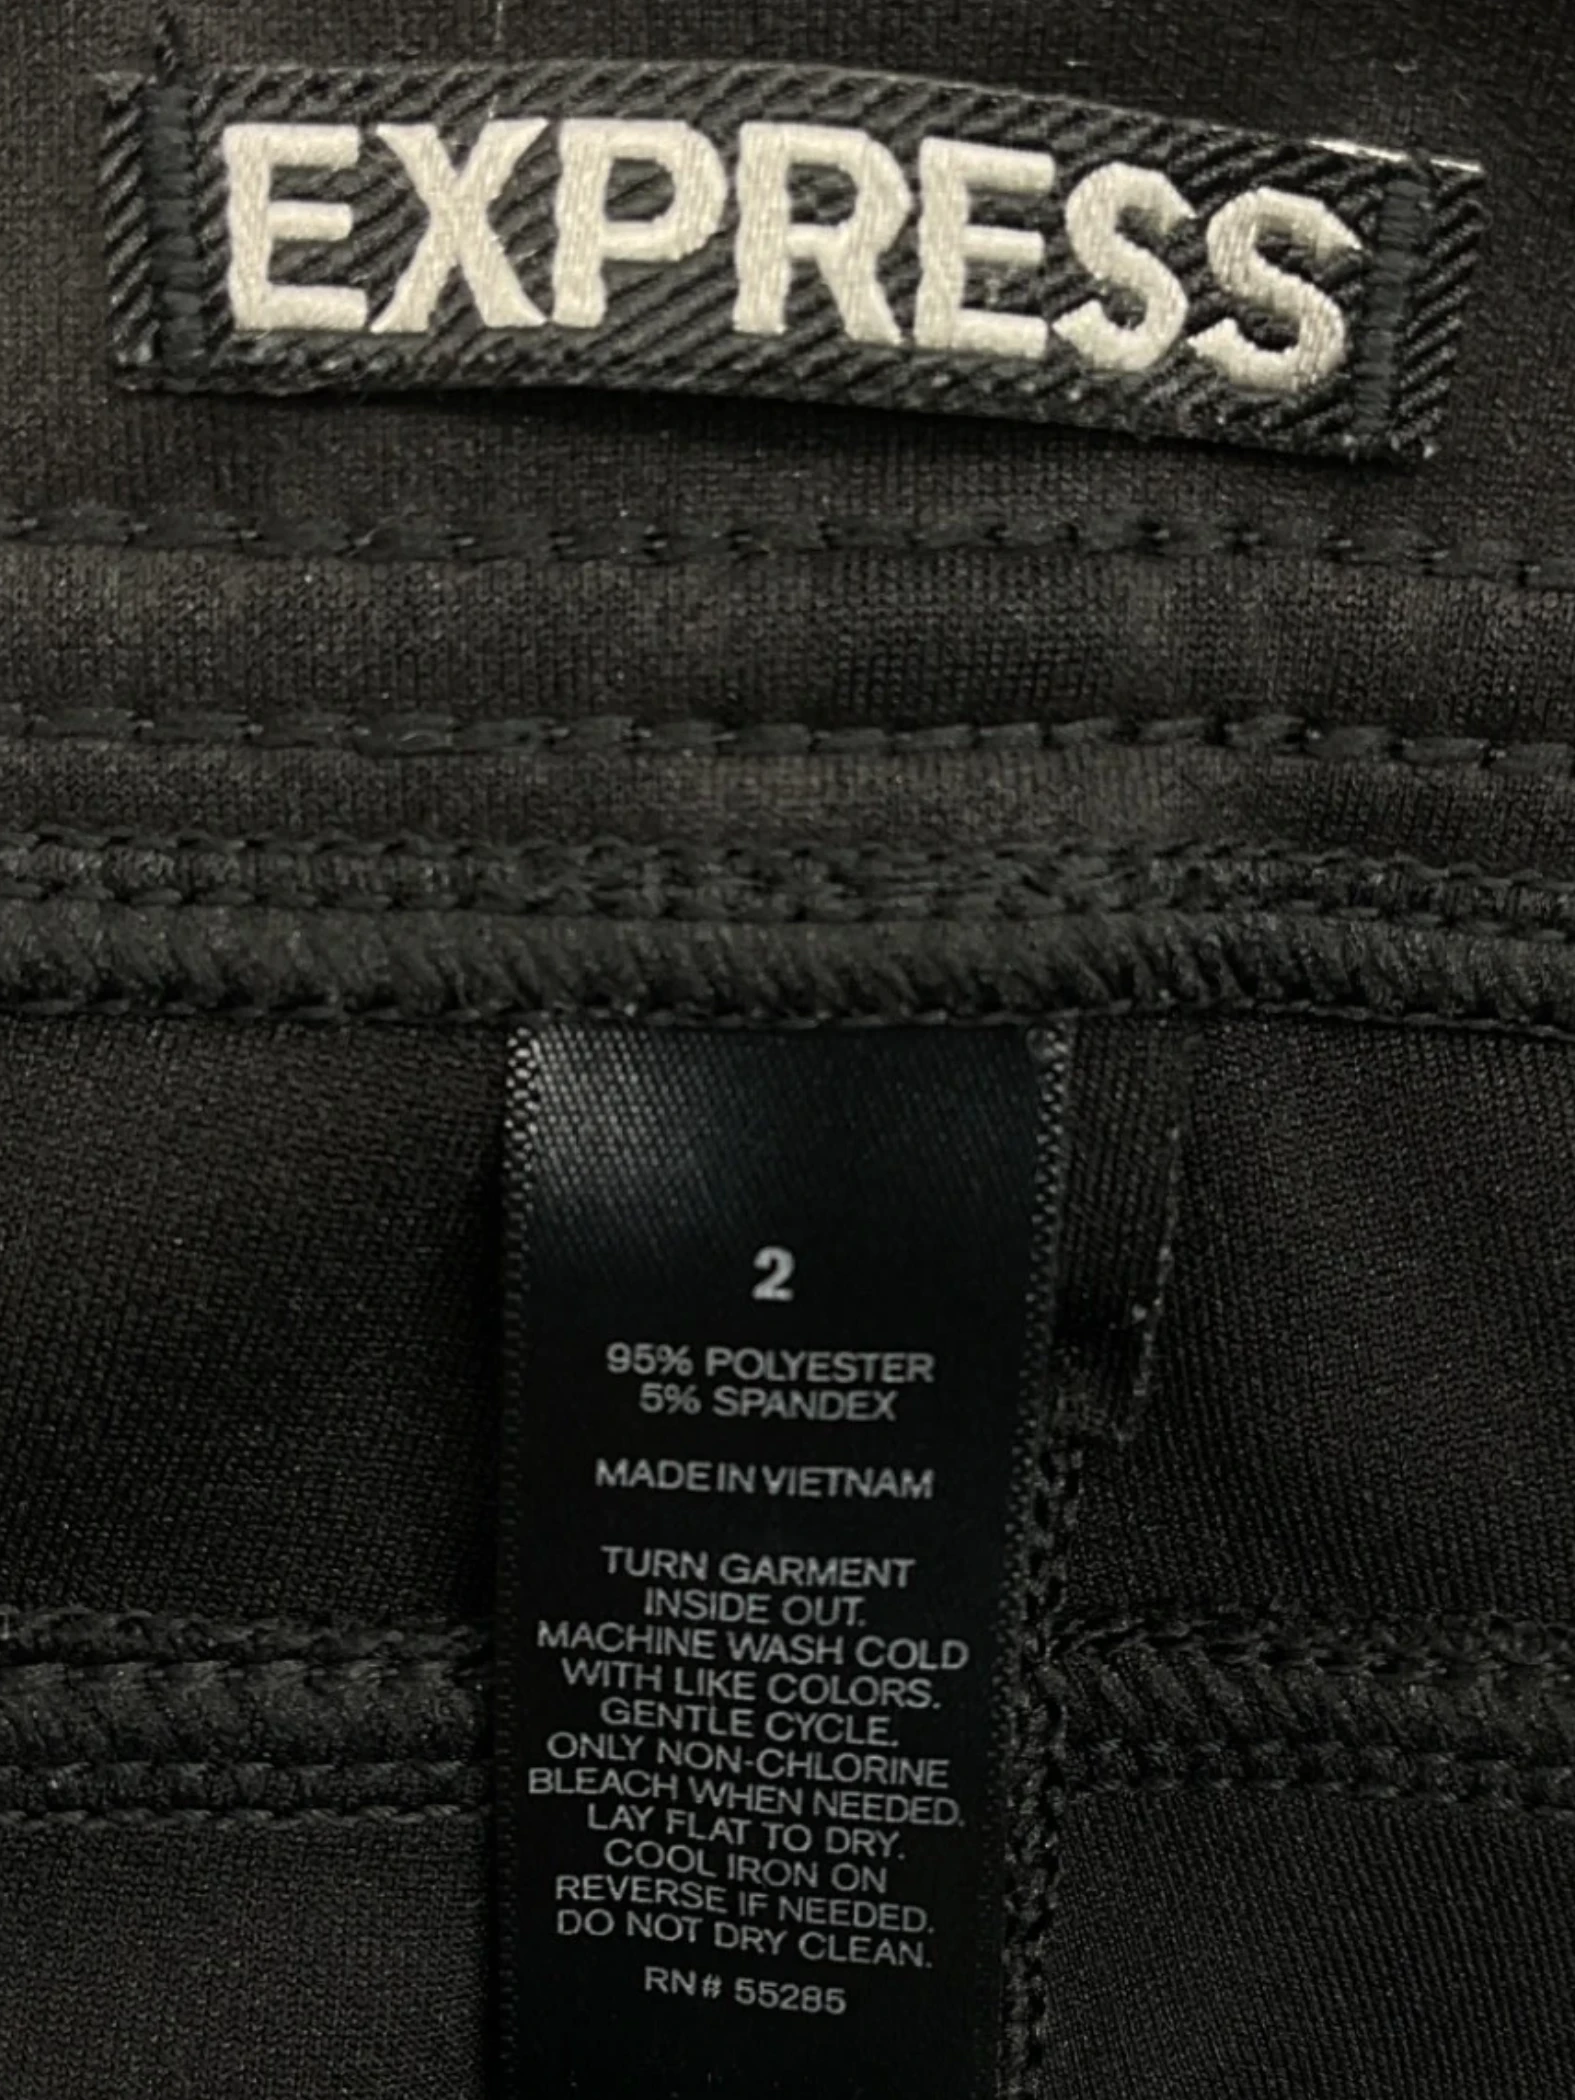 EXPRESS
2
95% POLYESTER
5% SPANDEX
MADE IN VIETNAM
TURN GARMENT
INSIDE OUT.
MACHINE WASH COLD
WITH LIKE COLORS.
GENTLE CYCLE.
ONLY NON-CHLORINE
BLEACH WHEN NEEDED.
LAY FLAT TO DRY.
COOL IRON ON
REVERSE IF NEEDED.
DO NOT DRY CLEAN.
RN# 55285